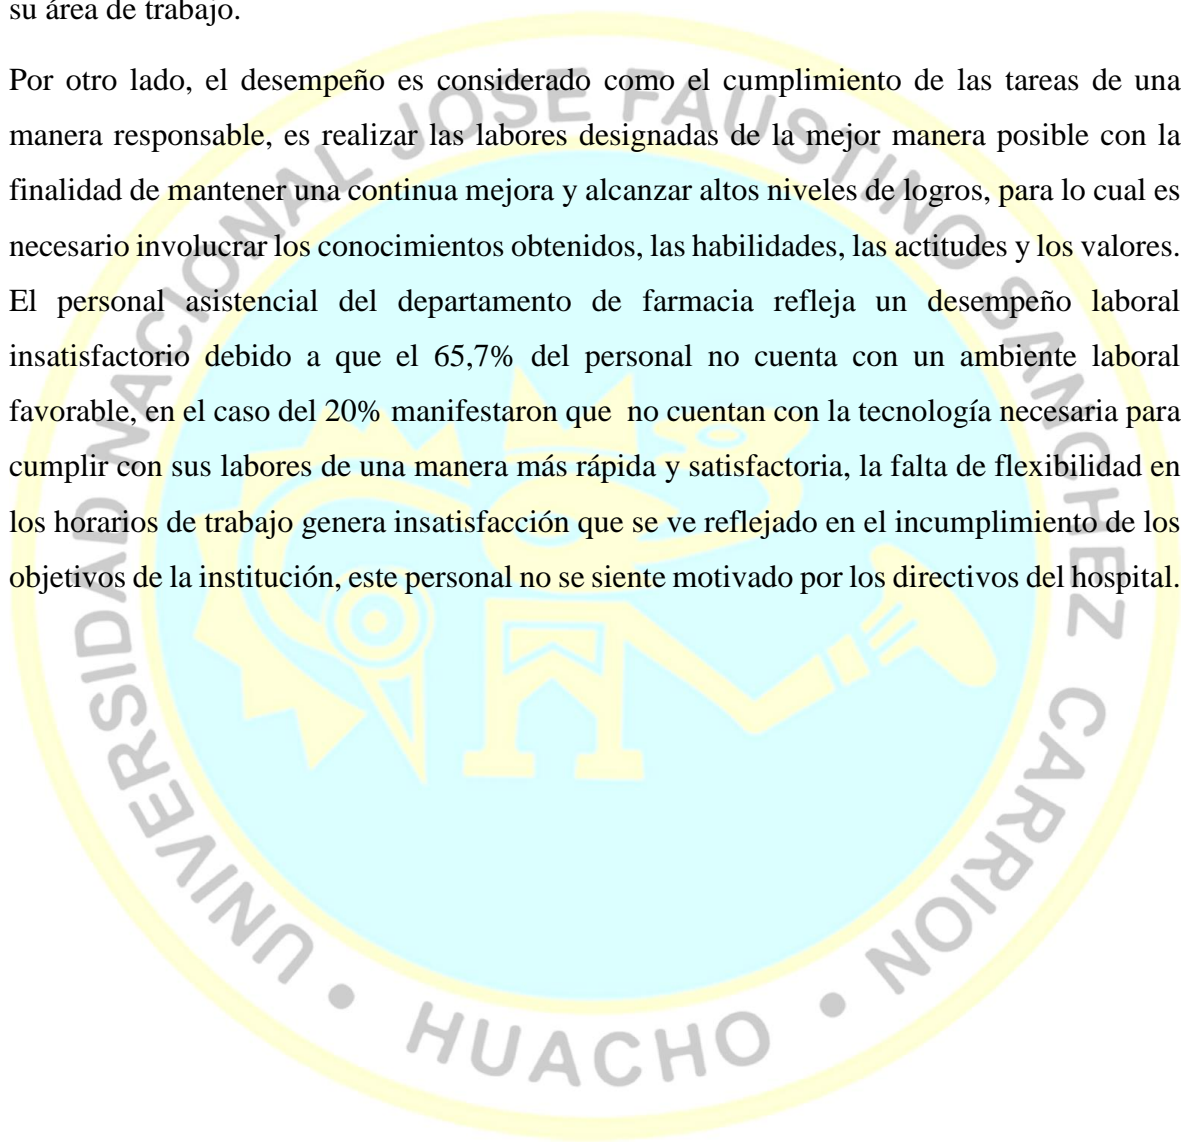 su área de trabajo.
Por otro lado, el desempeño es considerado como el cumplimiento de las tareas de una
manera responsable, es realizar las labores designadas de la mejor manera posible con la
finalidad de mantener una continua mejora y alcanzar altos niveles de logros, para lo cual es
necesario involucrar los conocimientos obtenidos, las habilidades, las actitudes y los valores.
El personal asistencial del departamento de farmacia refleja un desempeño laboral
insatisfactorio debido a que el 65,7% del personal no cuenta con un ambiente laboral
favorable, en el caso del 20% manifestaron que no cuentan con la tecnología necesaria para
cumplir con sus labores de una manera más rápida y satisfactoria, la falta de flexibilidad en
los horarios de trabajo genera insatisfacción que se ve reflejado en el incumplimiento de los
objetivos de la institución, este personal no se siente motivado por los directivos del hospital.
UNIVERSIDAD NACIONAL JOSE FAUSTINO SANCHEZ CARRION • HUACHO •